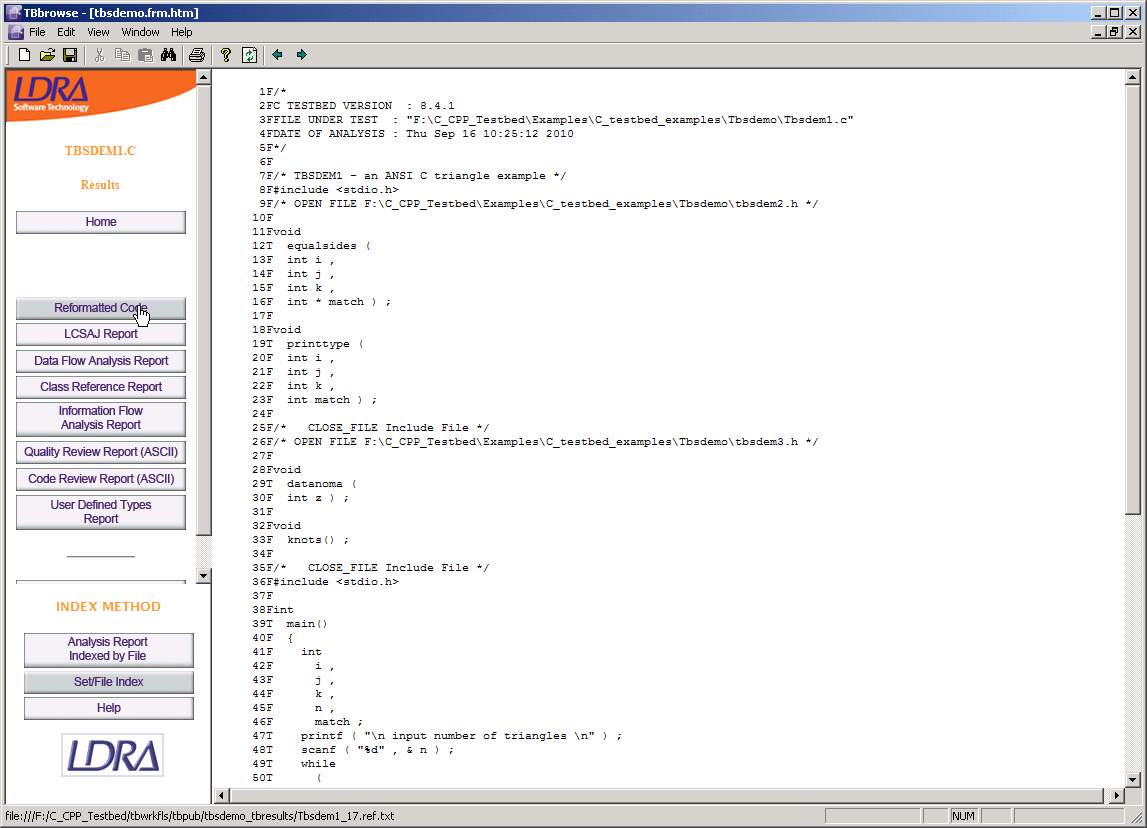 TBbrowse - [tbsdemo.frm.htm]
File Edit View Window Help
LDRA
Software Technology
TBSDEM1.C
Results
Home
Reformatted Code
LCSAJ Report
Data Flow Analysis Report
Class Reference Report
Information Flow
Analysis Report
Quality Review Report (ASCII)
Code Review Report (ASCII)
User Defined Types
Report
INDEX METHOD
Analysis Report
Indexed by File
Set/File Index
Help
LDRA
1F/*
2FC TESTBED VERSION : 8.4.1
3FFILE UNDER TEST : "F:\C_CPP_Testbed\Examples\C_testbed_examples\Tbsdemo\Tbsdem1.c"
4FDATE OF ANALYSIS : Thu Sep 16 10:25:12 2010
5F*/
6F
7F/* TBSDEM1 - an ANSI C triangle example */
8F#include <stdio.h>
9F/* OPEN FILE F:\C_CPP_Testbed\Examples\C_testbed_examples\Tbsdemo\tbsdem2.h */
10F
11Fvoid
12T equalsides (
13F int i ,
14F int j ,
15F int k ,
16F int * match ) ;
17F
18Fvoid
19T printtype (
20F int i ,
21F int j ,
22F int k ,
23F int match ) ;
24F
25F/* CLOSE_FILE Include File */
26F/* OPEN FILE F:\C_CPP_Testbed\Examples\C_testbed_examples\Tbsdemo\tbsdem3.h */
27F
28Fvoid
29T datanoma (
30F int z ) ;
31F
32Fvoid
33F knots() ;
34F
35F/* CLOSE_FILE Include File */
36F#include <stdio.h>
37F
38Fint
39T main()
40F {
41F int
42F i ,
43F j ,
44F k ,
45F n ,
46F match ;
47T printf ( "\n input number of triangles \n" ) ;
48T scanf ( "%d" , & n ) ;
49T while
50T (
file:///F:/C_CPP_Testbed/tbwrkfls/tbpub/tbsdemo_tbresults/Tbsdem1_17.ref.txt
NUM